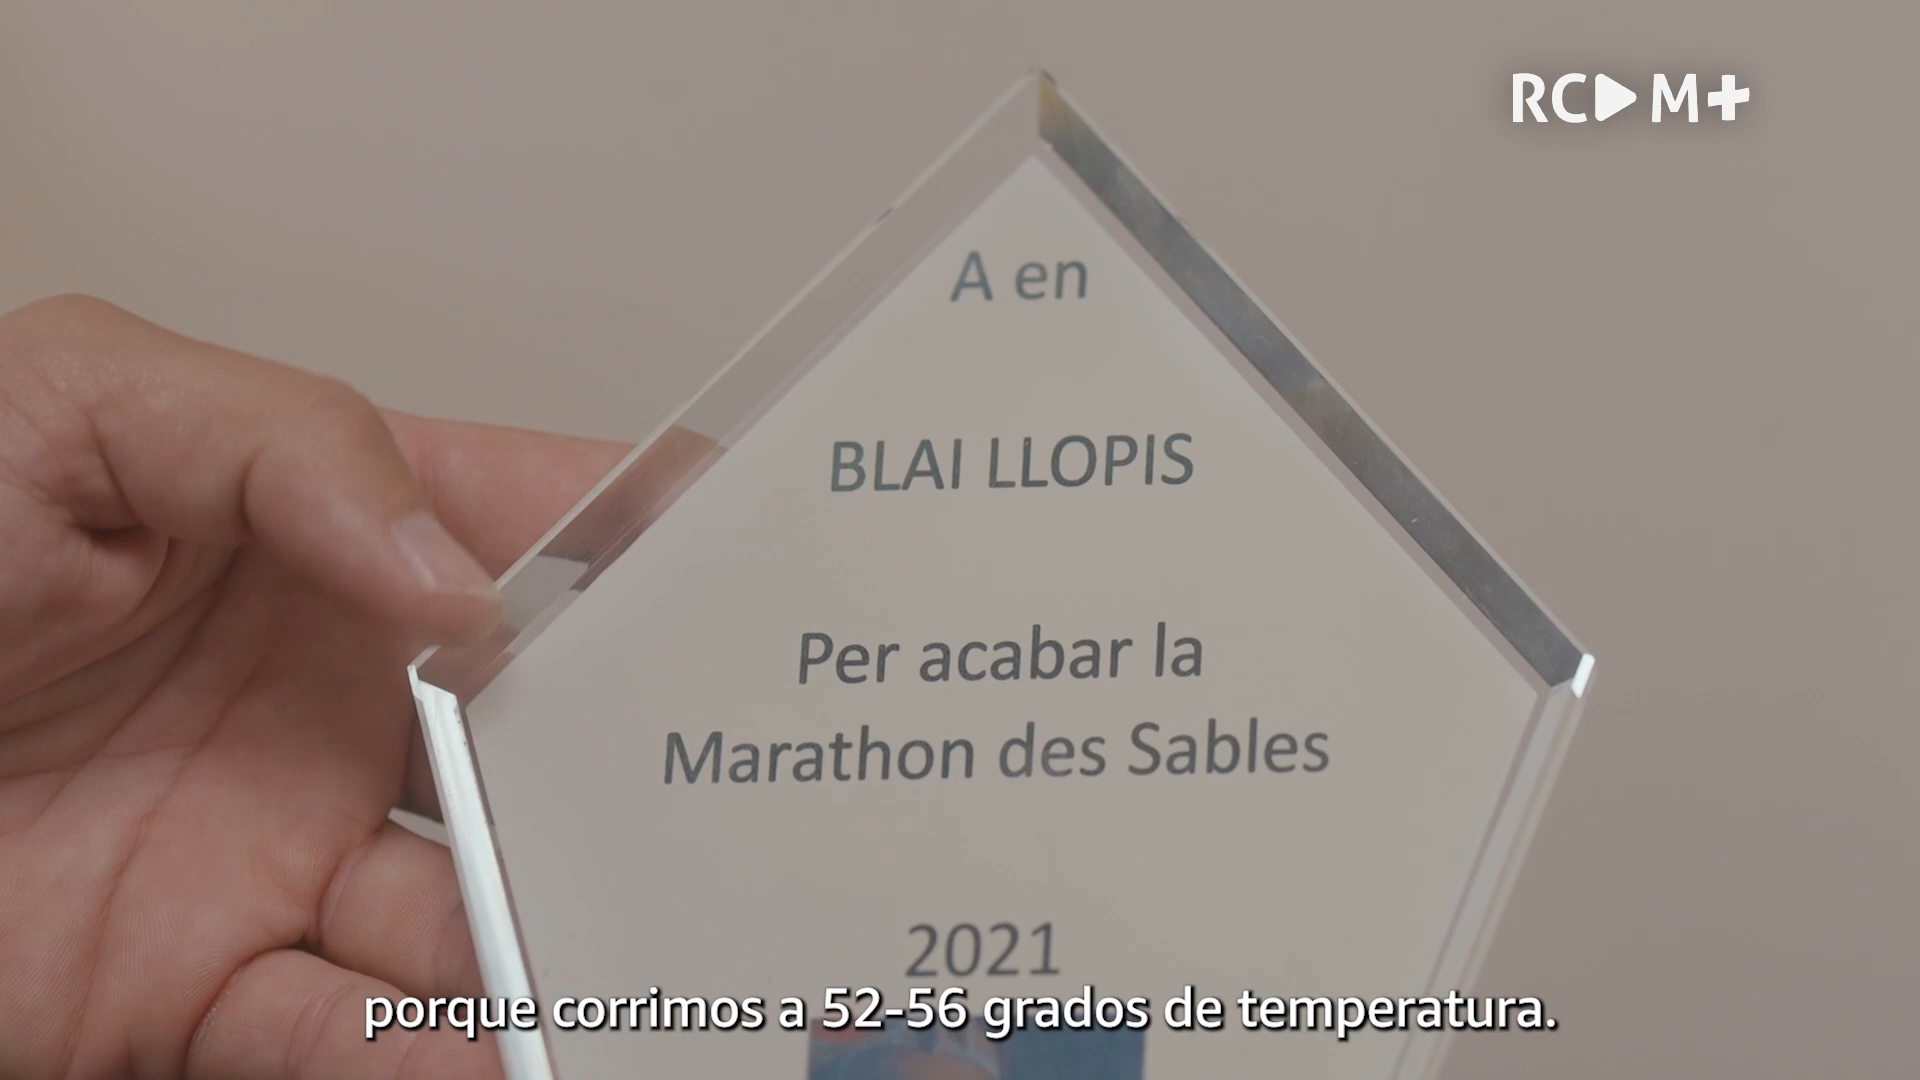 RC M+
A en
BLAI LLOPIS
Per acabar la
Marathon des Sables
2021
porque corrimos a 52-56 grados de temperatura.